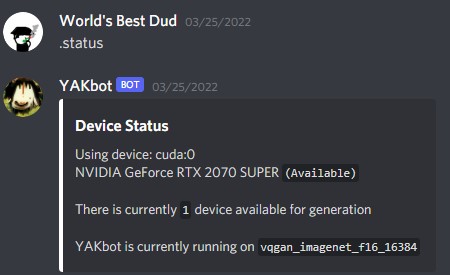 World's Best Dud 03/25/2022
.status
YAKbot BOT 03/25/2022
Device Status
Using device: cuda:0
NVIDIA GeForce RTX 2070 SUPER (Available)
There is currently 1 device available for generation
YAKbot is currently running on vqgan_imagenet_f16_16384